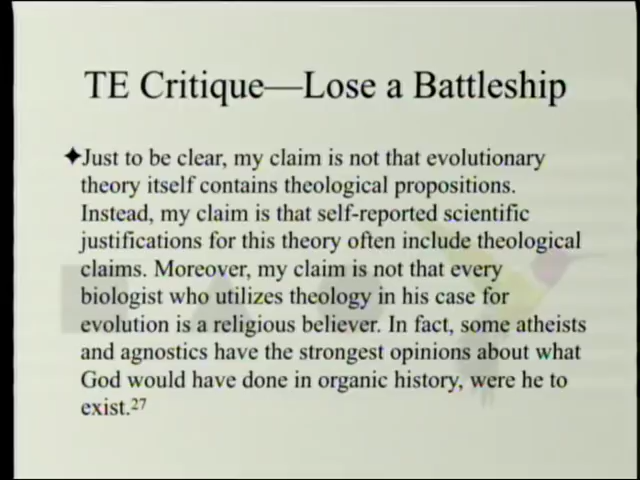 TE Critique—Lose a Battleship
✦Just to be clear, my claim is not that evolutionary
theory itself contains theological propositions.
Instead, my claim is that self-reported scientific
justifications for this theory often include theological
claims. Moreover, my claim is not that every
biologist who utilizes theology in his case for
evolution is a religious believer. In fact, some atheists
and agnostics have the strongest opinions about what
God would have done in organic history, were he to
exist.27